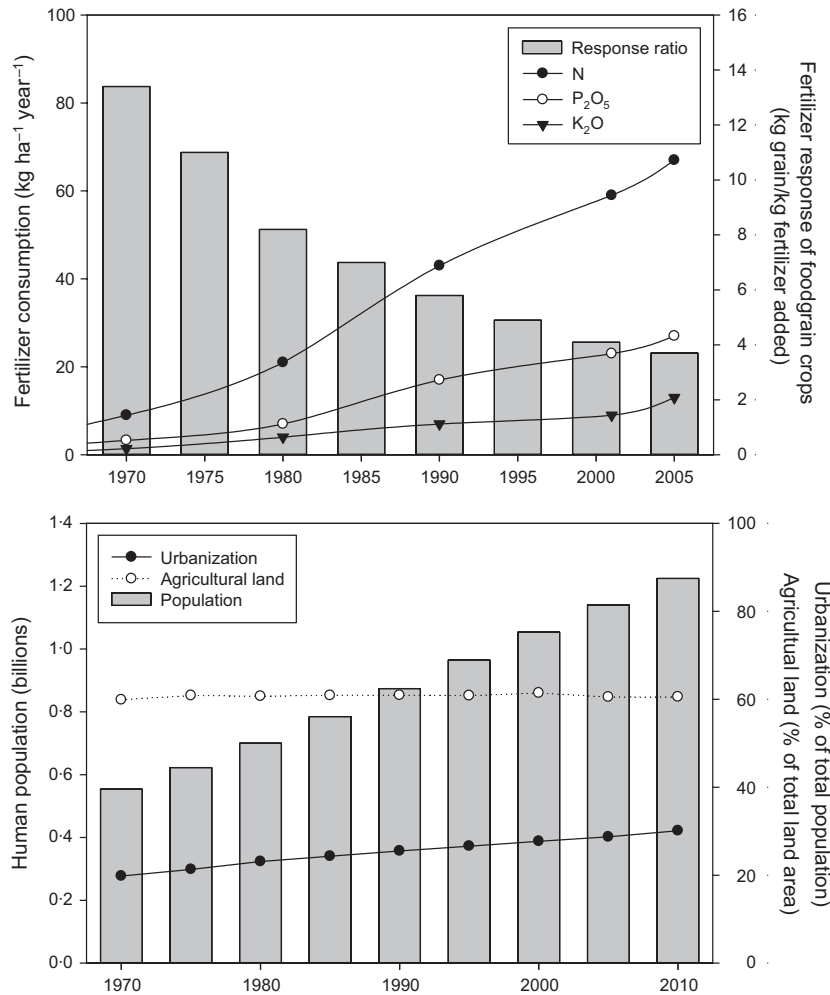 100
80
60
40
20
0
Fertilizer consumption (kg ha⁻¹ year⁻¹)
Response ratio
N
P₂O₅
K₂O
16
14
12
10
8
6
4
2
0
Fertilizer response of foodgrain crops
(kg grain/kg fertilizer added)
1970 1975 1980 1985 1990 1995 2000 2005
1·4
1·2
1·0
0·8
0·6
0·4
0·2
0·0
Human population (billions)
Urbanization
Agricultural land
Population
100
80
60
40
20
0
Urbanization (% of total population)
Agricultural land (% of total land area)
1970 1980 1990 2000 2010